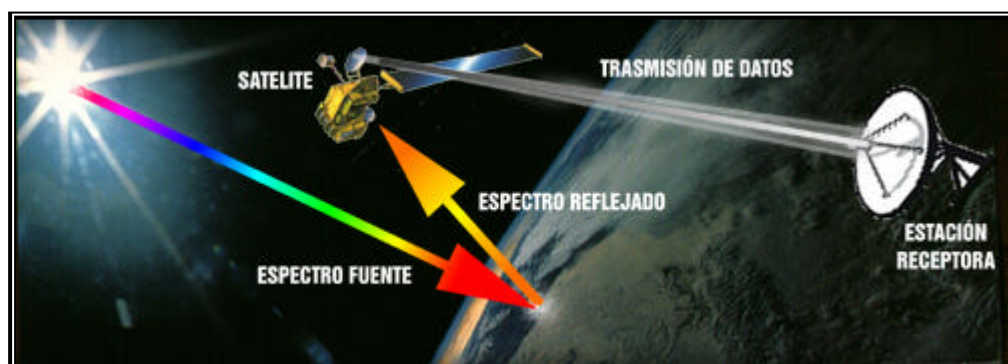 SATELITE
TRASMISIÓN DE DATOS
ESPECTRO REFLEJADO
ESPECTRO FUENTE
ESTACIÓN
RECEPTORA